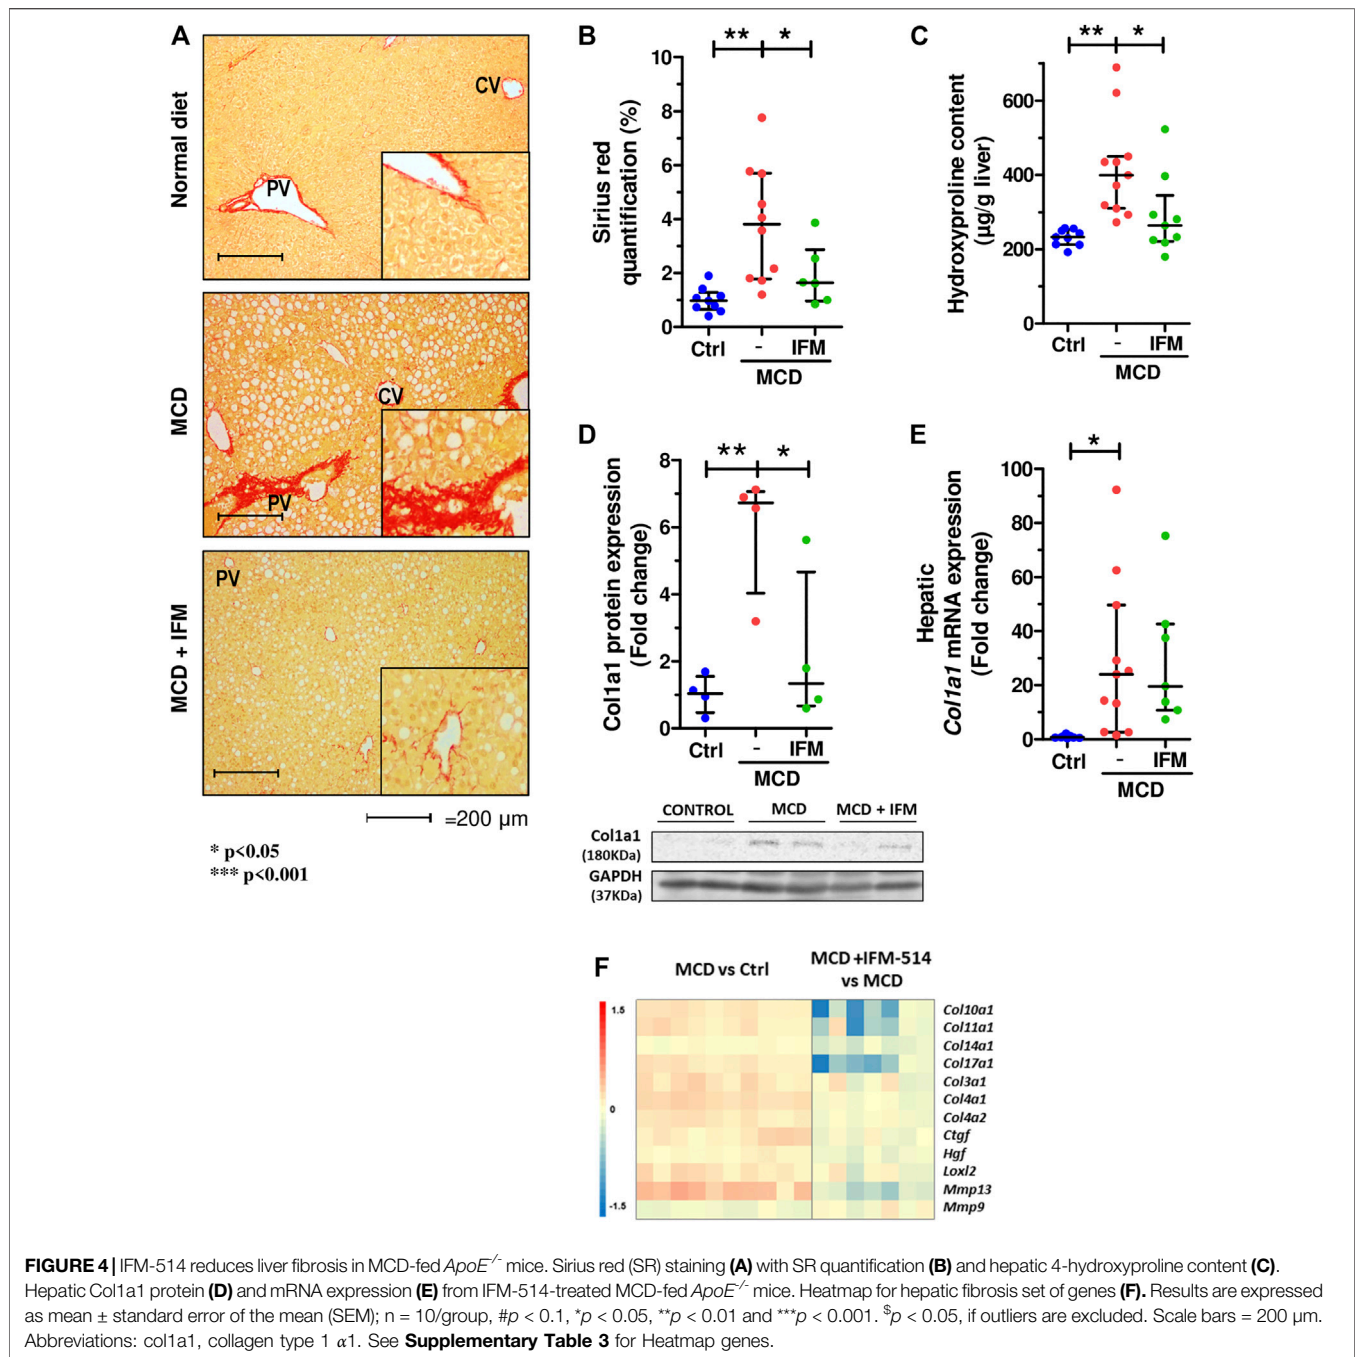 A
Normal diet
PV
CV
MCD
CV
PV
MCD + IFM
PV
=200 μm
* p<0.05
*** p<0.001
B
** *
Sirius red
quantification (%)
10
8
6
4
2
0
Ctrl - IFM
MCD
C
** *
Hydroxyproline content
(μg/g liver)
600
400
200
0
Ctrl - IFM
MCD
D
** *
Col1a1 protein expression
(Fold change)
8
6
4
2
0
Ctrl - IFM
MCD
CONTROL MCD MCD + IFM
Col1a1
(180KDa)
GAPDH
(37KDa)
E
*
Hepatic
Col1a1 mRNA expression
(Fold change)
100
80
60
40
20
0
Ctrl - IFM
MCD
F
MCD vs Ctrl
MCD +IFM-514
vs MCD
1.5
0
-1.5
Col10a1
Col11a1
Col14a1
Col17a1
Col3a1
Col4a1
Col4a2
Ctgf
Hgf
Loxl2
Mmp13
Mmp9
FIGURE 4 | IFM-514 reduces liver fibrosis in MCD-fed ApoE-/- mice. Sirius red (SR) staining (A) with SR quantification (B) and hepatic 4-hydroxyproline content (C).
Hepatic Col1a1 protein (D) and mRNA expression (E) from IFM-514-treated MCD-fed ApoE-/- mice. Heatmap for hepatic fibrosis set of genes (F). Results are expressed
as mean ± standard error of the mean (SEM); n = 10/group, #p < 0.1, *p < 0.05, **p < 0.01 and ***p < 0.001. $p < 0.05, if outliers are excluded. Scale bars = 200 μm.
Abbreviations: col1a1, collagen type 1 α1. See Supplementary Table 3 for Heatmap genes.